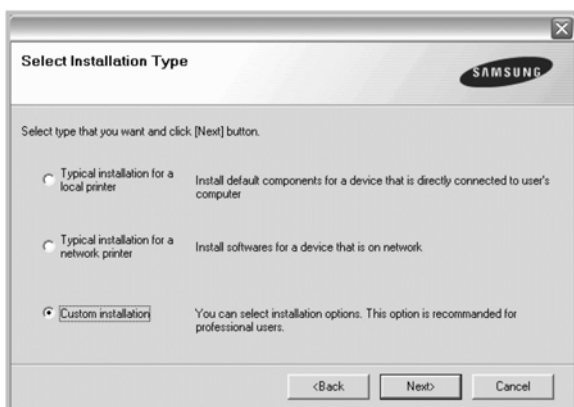 Select Installation Type
SAMSUNG
Select type that you want and click [Next] button.
Typical installation for a
local printer
Install default components for a device that is directly connected to user's
computer
Typical installation for a
network printer
Install softwares for a device that is on network.
Custom installation
You can select installation options. This option is recommanded for
professional users.
<Back
Next>
Cancel